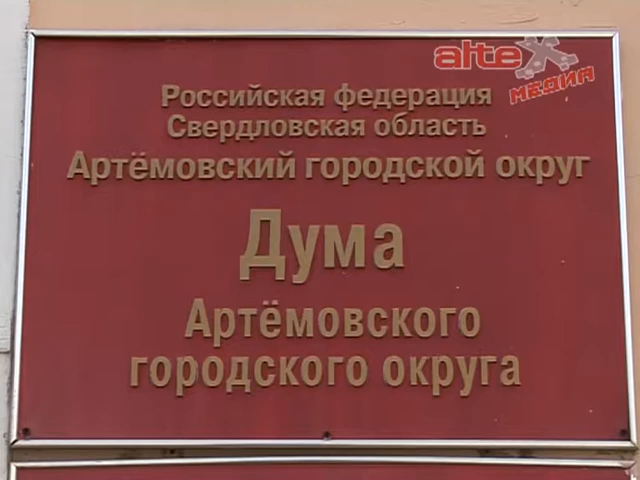 alteX
МЕДИА
Российская федерация
Свердловская область
Артёмовский городской округ
Дума
Артёмовского
городского округа